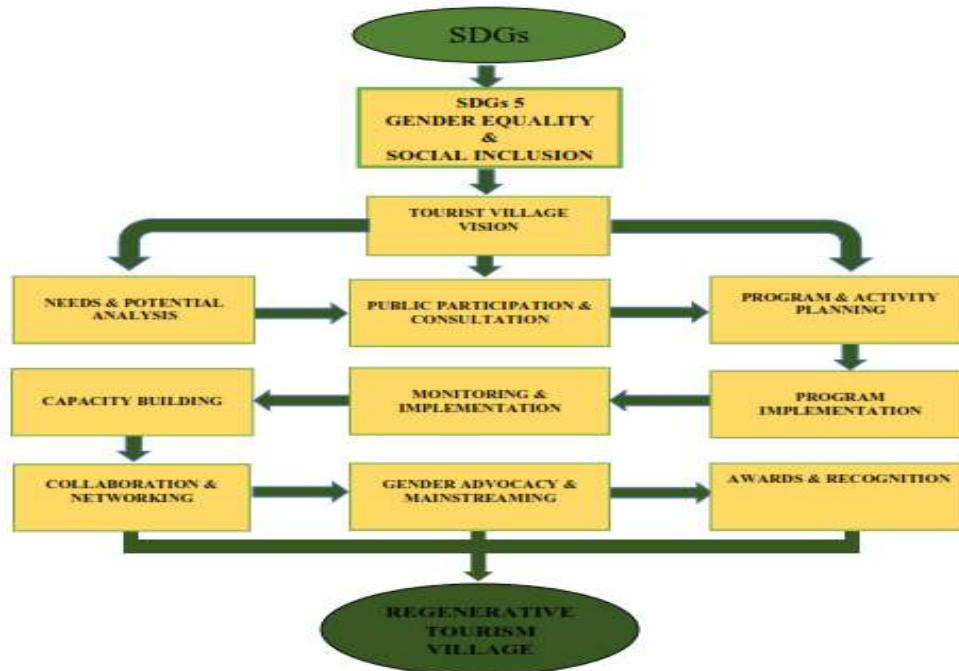 SDGs
SDGs 5
GENDER EQUALITY
&
SOCIAL INCLUSION
TOURIST VILLAGE
VISION
NEEDS & POTENTIAL
ANALYSIS
PUBLIC PARTICIPATION &
CONSULTATION
PROGRAM & ACTIVITY
PLANNING
CAPACITY BUILDING
MONITORING &
IMPLEMENTATION
PROGRAM
IMPLEMENTATION
COLLABORATION &
NETWORKING
GENDER ADVOCACY &
MAINSTREAMING
AWARDS & RECOGNITION
REGENERATIVE
TOURISM
VILLAGE